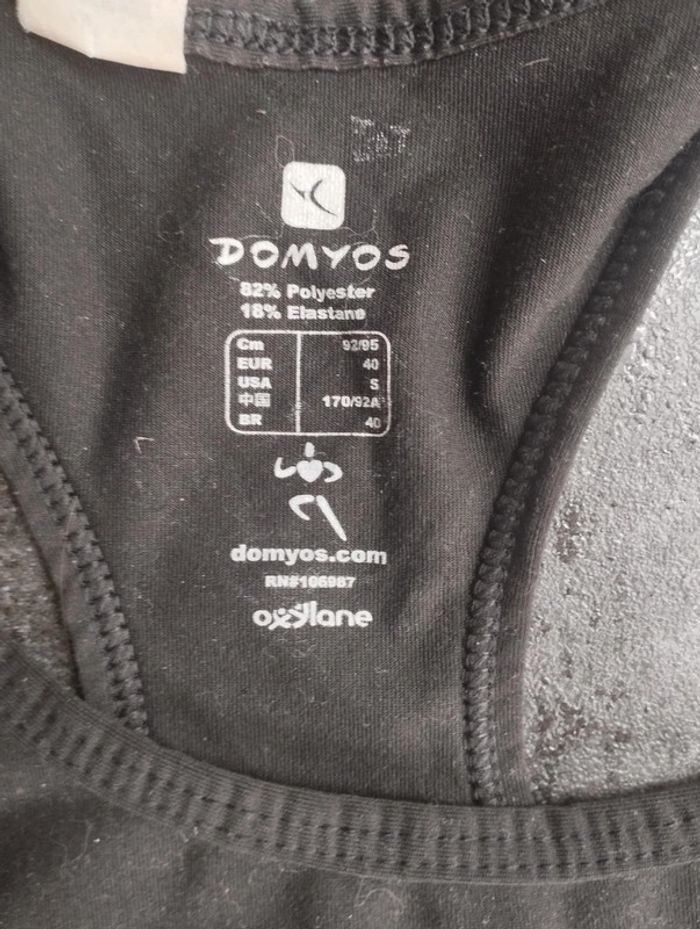 DOMYOS
82% Polyester
18% Elastane
Cm 92/95
EUR 40
USA S
中国 170/92A
BR 40
domyos.com
RN#106987
oxylane